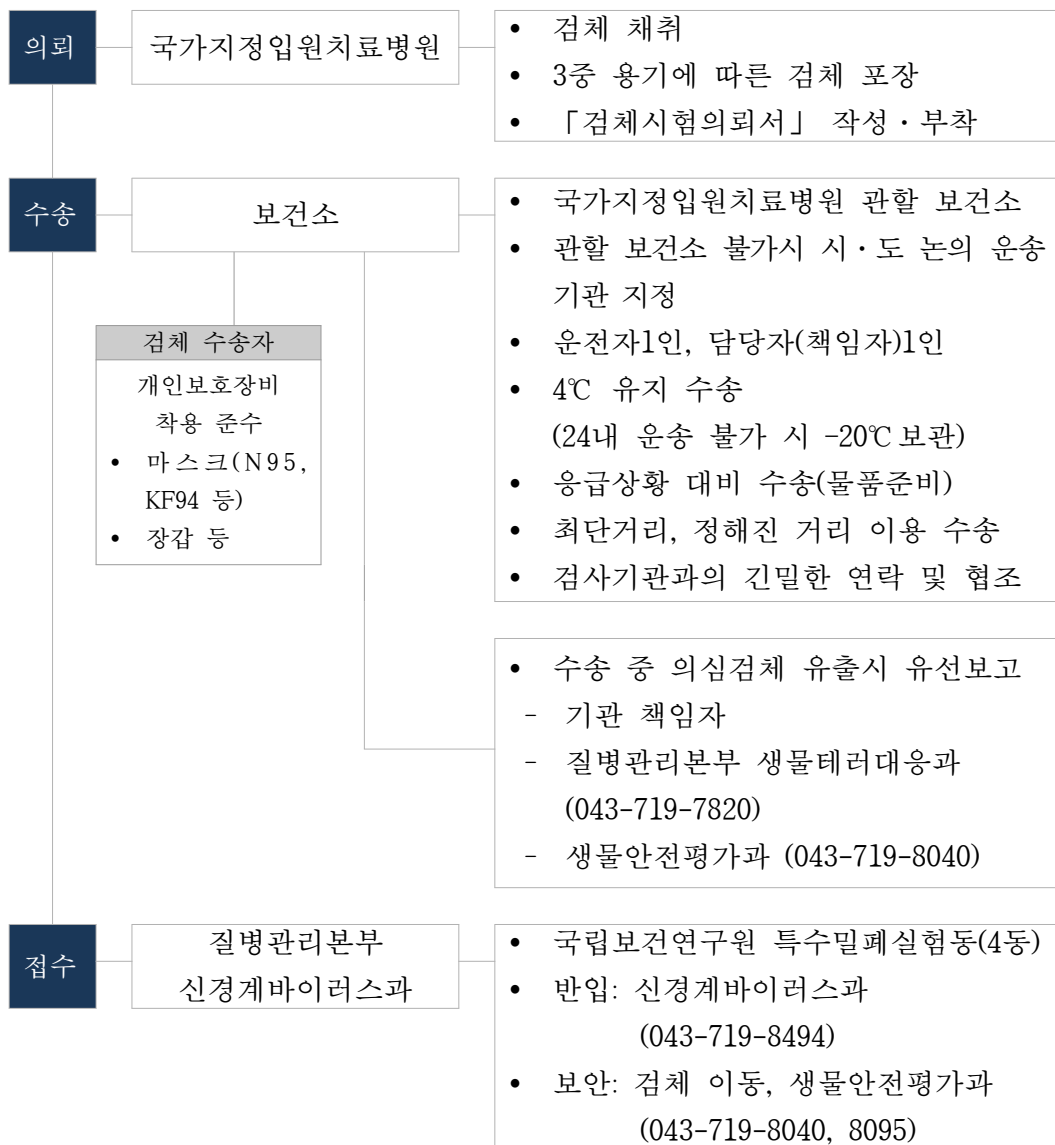 의뢰
국가지정입원치료병원
• 검체 채취
• 3중 용기에 따른 검체 포장
• 「검체시험의뢰서」 작성・부착
수송
보건소
• 국가지정입원치료병원 관할 보건소
• 관할 보건소 불가시 시・도 논의 운송
기관 지정
• 운전자1인, 담당자(책임자)1인
• 4℃ 유지 수송
(24내 운송 불가 시 -20℃ 보관)
• 응급상황 대비 수송(물품준비)
• 최단거리, 정해진 거리 이용 수송
• 검사기관과의 긴밀한 연락 및 협조
검체 수송자
개인보호장비
착용 준수
• 마스크(N95,
KF94 등)
• 장갑 등
• 수송 중 의심검체 유출시 유선보고
- 기관 책임자
- 질병관리본부 생물테러대응과
(043-719-7820)
- 생물안전평가과 (043-719-8040)
접수
질병관리본부
신경계바이러스과
• 국립보건연구원 특수밀폐실험동(4동)
• 반입: 신경계바이러스과
(043-719-8494)
• 보안: 검체 이동, 생물안전평가과
(043-719-8040, 8095)